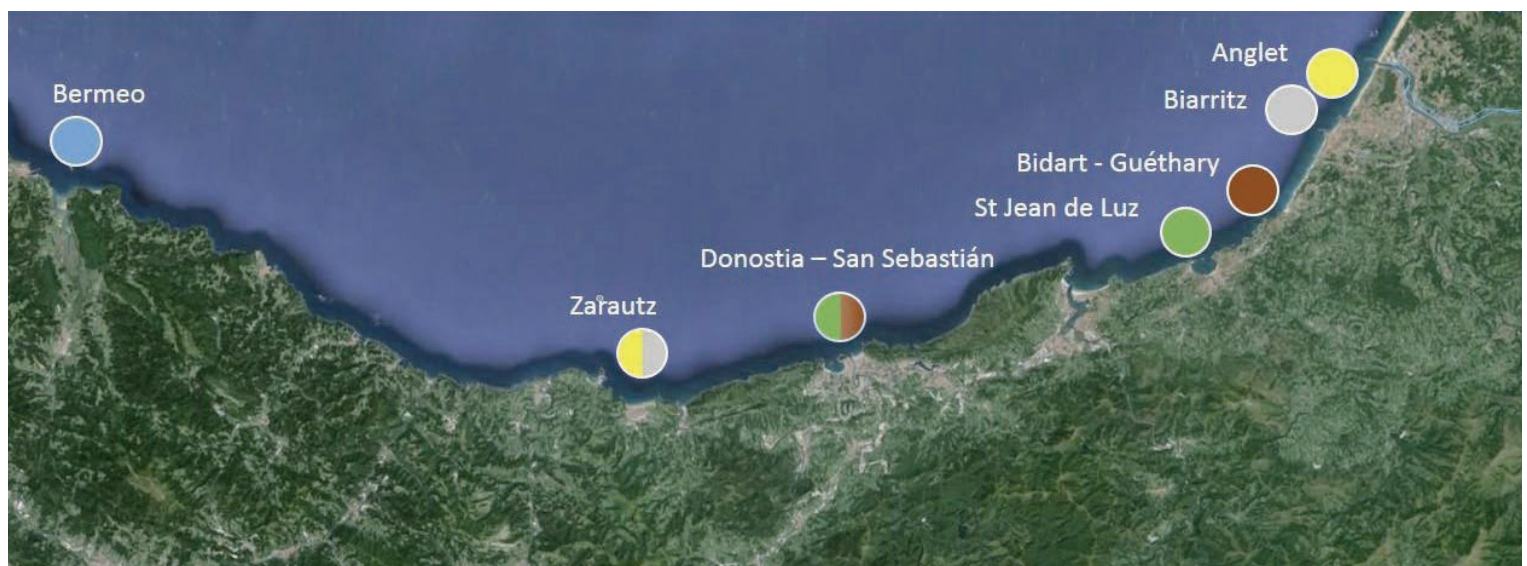 Anglet
Bermeo
Biarritz
Bidart - Guéthary
St Jean de Luz
Donostia – San Sebastián
Zarautz